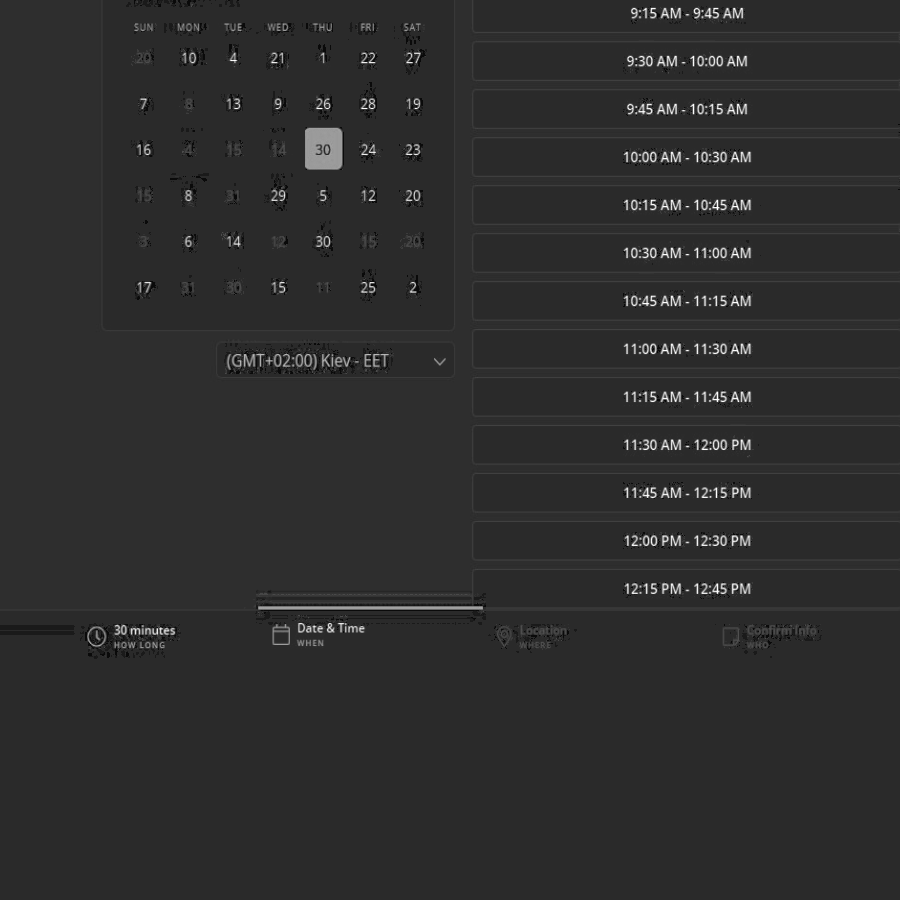 SUN MON TUE WED THU FRI SAT
20 10 4 21 1 22 27
7 8 13 9 26 28 19
16 4 15 14 30 24 23
15 8 31 29 5 12 20
3 6 14 12 30 15 20
17 31 30 15 11 25 2
(GMT+02:00) Kiev - EET
9:15 AM - 9:45 AM
9:30 AM - 10:00 AM
9:45 AM - 10:15 AM
10:00 AM - 10:30 AM
10:15 AM - 10:45 AM
10:30 AM - 11:00 AM
10:45 AM - 11:15 AM
11:00 AM - 11:30 AM
11:15 AM - 11:45 AM
11:30 AM - 12:00 PM
11:45 AM - 12:15 PM
12:00 PM - 12:30 PM
12:15 PM - 12:45 PM
30 minutes
HOW LONG
Date & Time
WHEN
Location
WHERE
Confirm Info
WHO